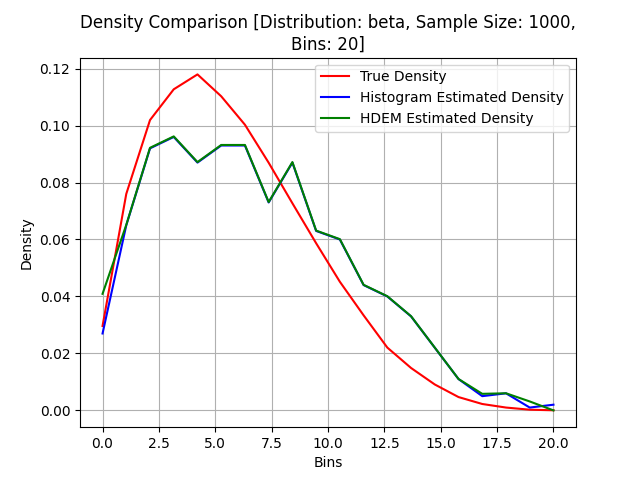 Density Comparison [Distribution: beta, Sample Size: 1000,
Bins: 20]
True Density
Histogram Estimated Density
HDEM Estimated Density
Density
0.12
0.10
0.08
0.06
0.04
0.02
0.00
0.0 2.5 5.0 7.5 10.0 12.5 15.0 17.5 20.0
Bins